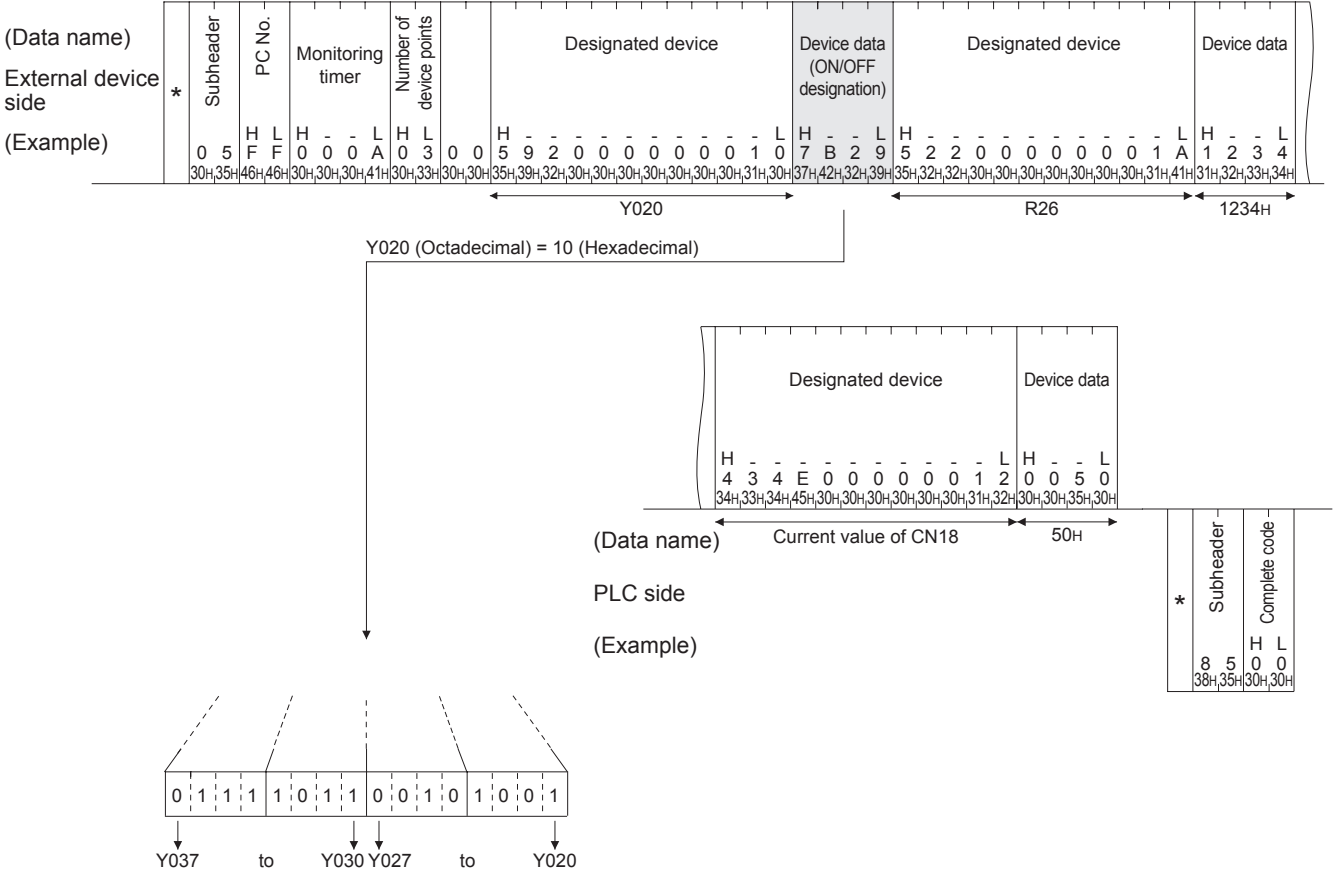 (Data name)
External device
side
(Example)
*
Subheader
PC No.
Monitoring
timer
Number of
device points
Designated device
Device data
(ON/OFF
designation)
Designated device
Device data
H L H - - L H L H - - - - - - - - - - L H - - L H - - - - - - - - - - L H - - L
0 5 F F 0 0 0 A 0 3 0 0 5 9 2 0 0 0 0 0 0 0 1 0 7 B 2 9 5 2 2 0 0 0 0 0 0 0 1 A 1 2 3 4
30H,35H 46H,46H 30H,30H,30H,41H 30H,33H 30H,30H 35H,39H,32H,30H,30H,30H,30H,30H,30H,30H,31H,30H 37H,42H,32H,39H 35H,32H,32H,30H,30H,30H,30H,30H,30H,30H,31H,41H 31H,32H,33H,34H
Y020
R26
1234H
Y020 (Octadecimal) = 10 (Hexadecimal)
Designated device
Device data
H - - - - - - - - - - L H - - L
4 3 4 E 0 0 0 0 0 0 1 2 0 0 5 0
34H,33H,34H,45H,30H,30H,30H,30H,30H,30H,31H,32H 30H,30H,35H,30H
Current value of CN18
50H
(Data name)
PLC side
(Example)
*
Subheader
Complete code
H L
8 5 0 0
38H,35H 30H,30H
0 1 1 1 1 0 1 1 0 0 1 0 1 0 0 1
Y037 to Y030 Y027 to Y020